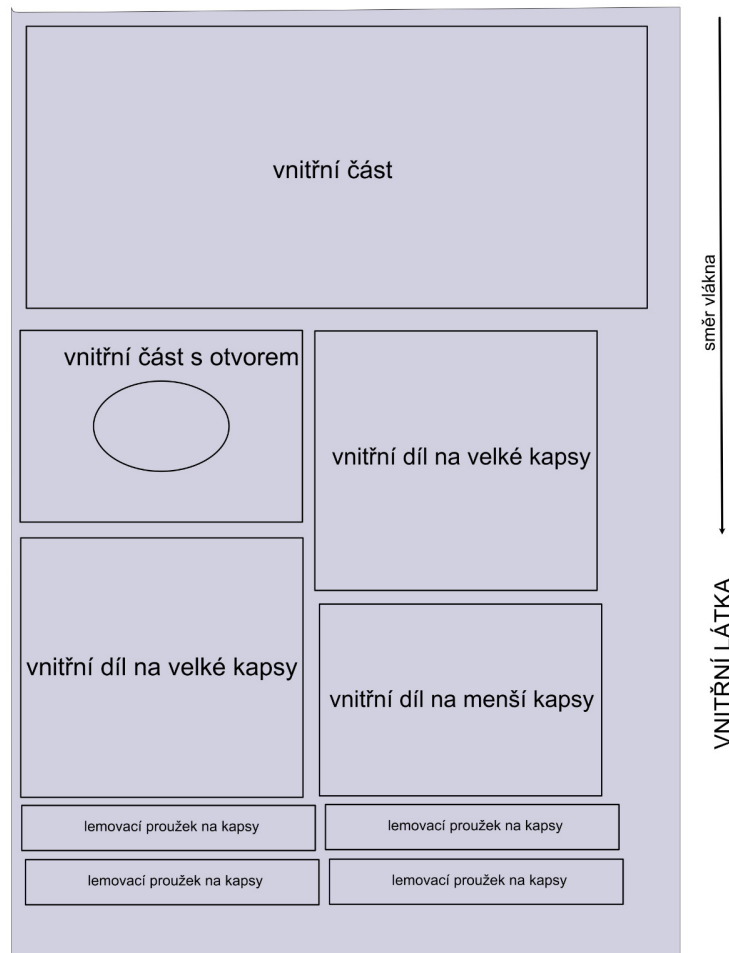 vnitřní část
vnitřní část s otvorem
vnitřní díl na velké kapsy
vnitřní díl na velké kapsy
vnitřní díl na menší kapsy
lemovací proužek na kapsy
lemovací proužek na kapsy
lemovací proužek na kapsy
lemovací proužek na kapsy
směr vlákna
VNITŘNÍ LÁTKA